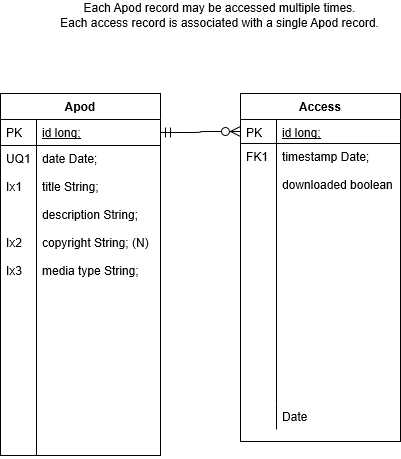 Each Apod record may be accessed multiple times.
Each access record is associated with a single Apod record.
Apod
PK id long;
UQ1 date Date;
Ix1 title String;
description String;
Ix2 copyright String; (N)
Ix3 media type String;
Access
PK id long;
FK1 timestamp Date;
downloaded boolean
Date